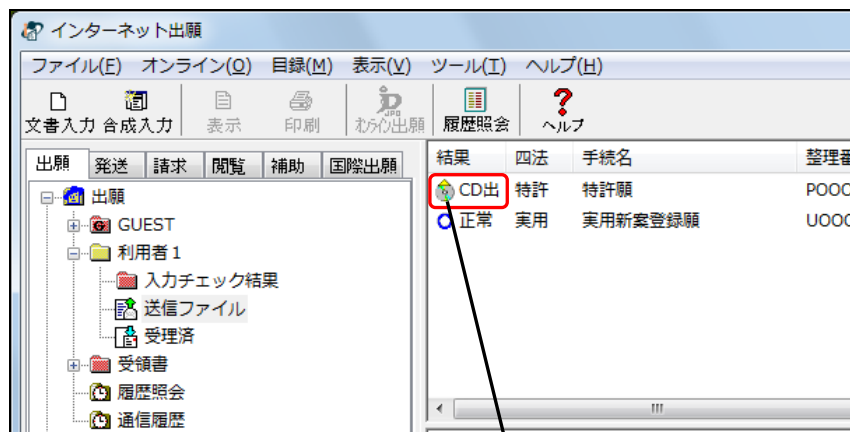 インターネット出願
ファイル(F) オンライン(O) 目録(M) 表示(V) ツール(T) ヘルプ(H)
文書入力 合成入力 表示 印刷 オンライン出願 履歴照会 ヘルプ
出願 発送 請求 閲覧 補助 国際出願
出願
GUEST
利用者1
入力チェック結果
送信ファイル
受理済
受領書
履歴照会
通信履歴
結果 四法 手続名 整理番
CD出 特許 特許願 POOO
正常 実用 実用新案登録願 UOOO